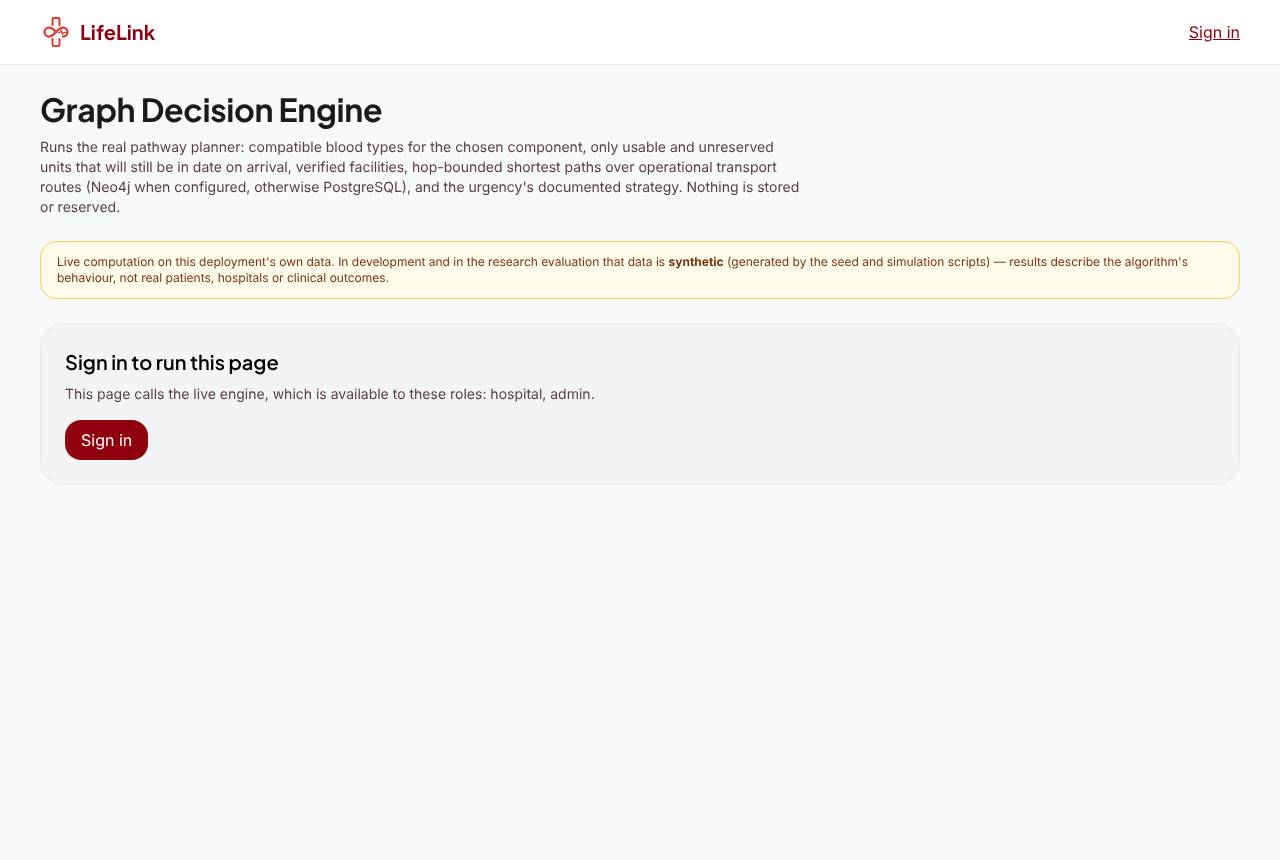 LifeLink
Sign in
Graph Decision Engine
Runs the real pathway planner: compatible blood types for the chosen component, only usable and unreserved
units that will still be in date on arrival, verified facilities, hop-bounded shortest paths over operational transport
routes (Neo4j when configured, otherwise PostgreSQL), and the urgency's documented strategy. Nothing is stored
or reserved.
Live computation on this deployment's own data. In development and in the research evaluation that data is synthetic (generated by the seed and simulation scripts) — results describe the algorithm's
behaviour, not real patients, hospitals or clinical outcomes.
Sign in to run this page
This page calls the live engine, which is available to these roles: hospital, admin.
Sign in